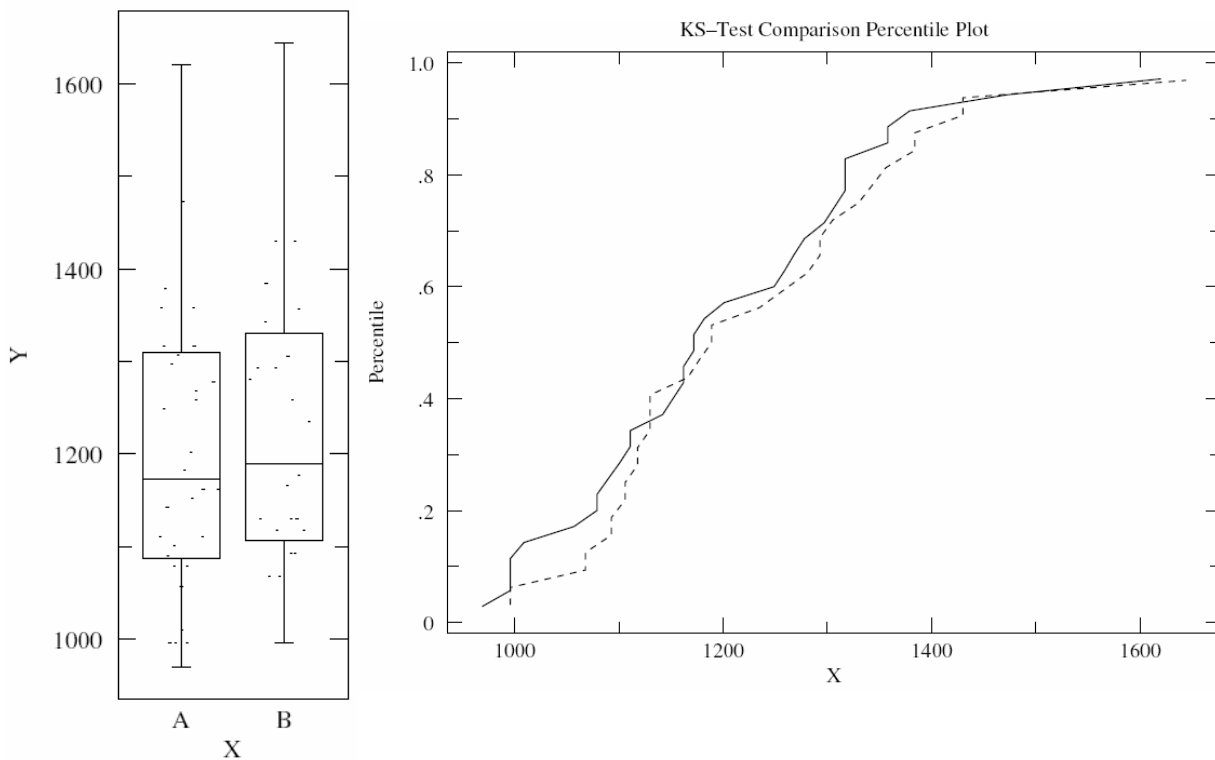 Y
1600
1400
1200
1000
A B
X
KS–Test Comparison Percentile Plot
Percentile
1.0
.8
.6
.4
.2
0
1000 1200 1400 1600
X